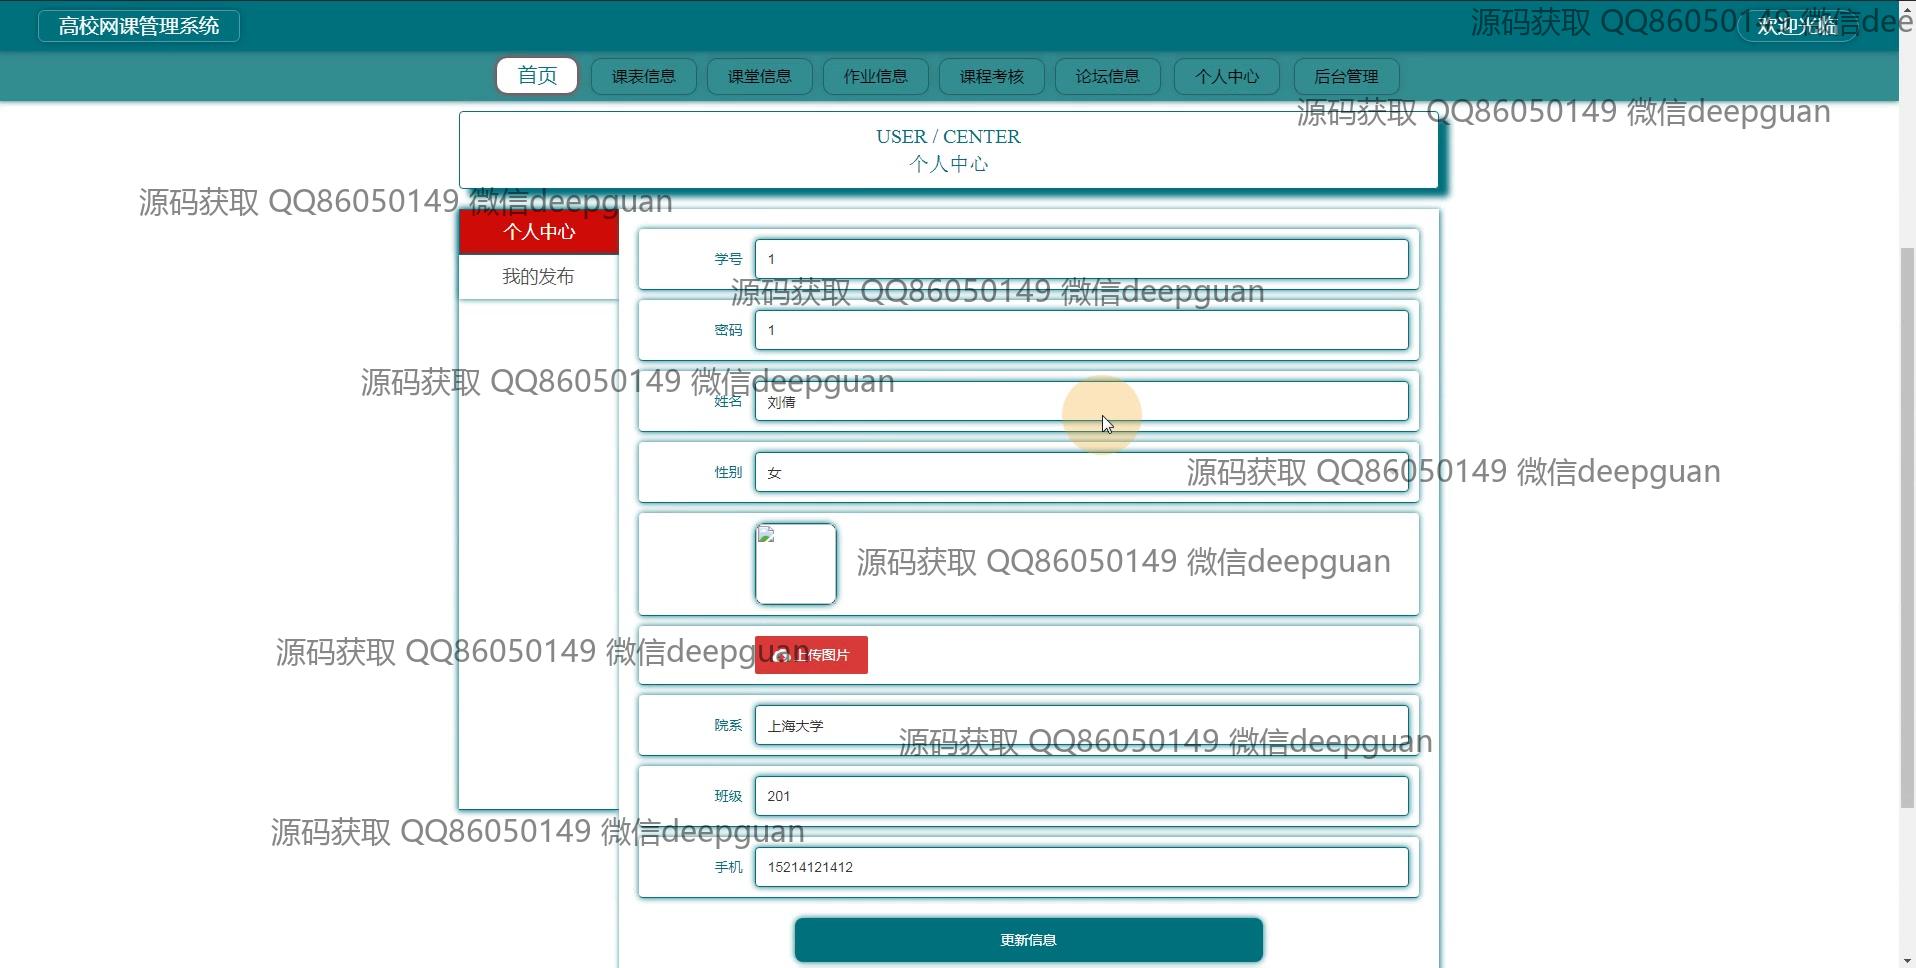 高校网课管理系统
源码获取 QQ86050149 微信dee
欢迎光临
首页
课表信息
课堂信息
作业信息
课程考核
论坛信息
个人中心
后台管理
源码获取 QQ86050149 微信deepguan
USER / CENTER
个人中心
源码获取 QQ86050149 微信deepguan
个人中心
我的发布
学号
1
源码获取 QQ86050149 微信deepguan
密码
1
源码获取 QQ86050149 微信deepguan
姓名
刘倩
性别
女
源码获取 QQ86050149 微信deepguan
源码获取 QQ86050149 微信deepguan
源码获取 QQ86050149 微信deepguan
上传图片
院系
上海大学
源码获取 QQ86050149 微信deepguan
班级
201
源码获取 QQ86050149 微信deepguan
手机
15214121412
更新信息